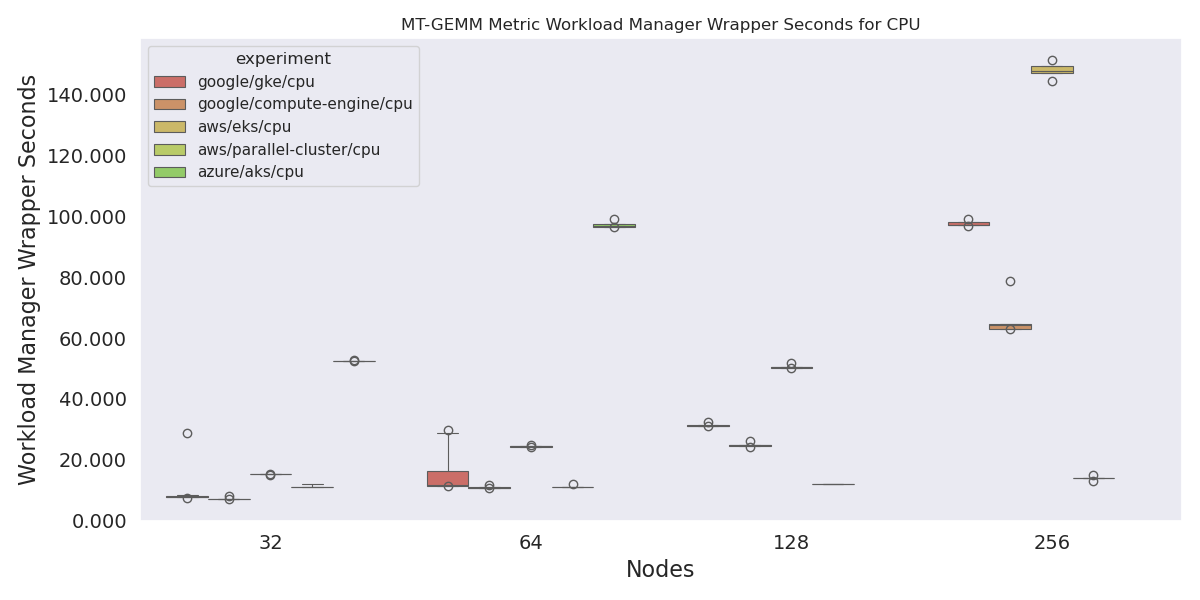 MT-GEMM Metric Workload Manager Wrapper Seconds for CPU
experiment
google/gke/cpu
google/compute-engine/cpu
aws/eks/cpu
aws/parallel-cluster/cpu
azure/aks/cpu
Workload Manager Wrapper Seconds
140.000
120.000
100.000
80.000
60.000
40.000
20.000
0.000
32 64 128 256
Nodes